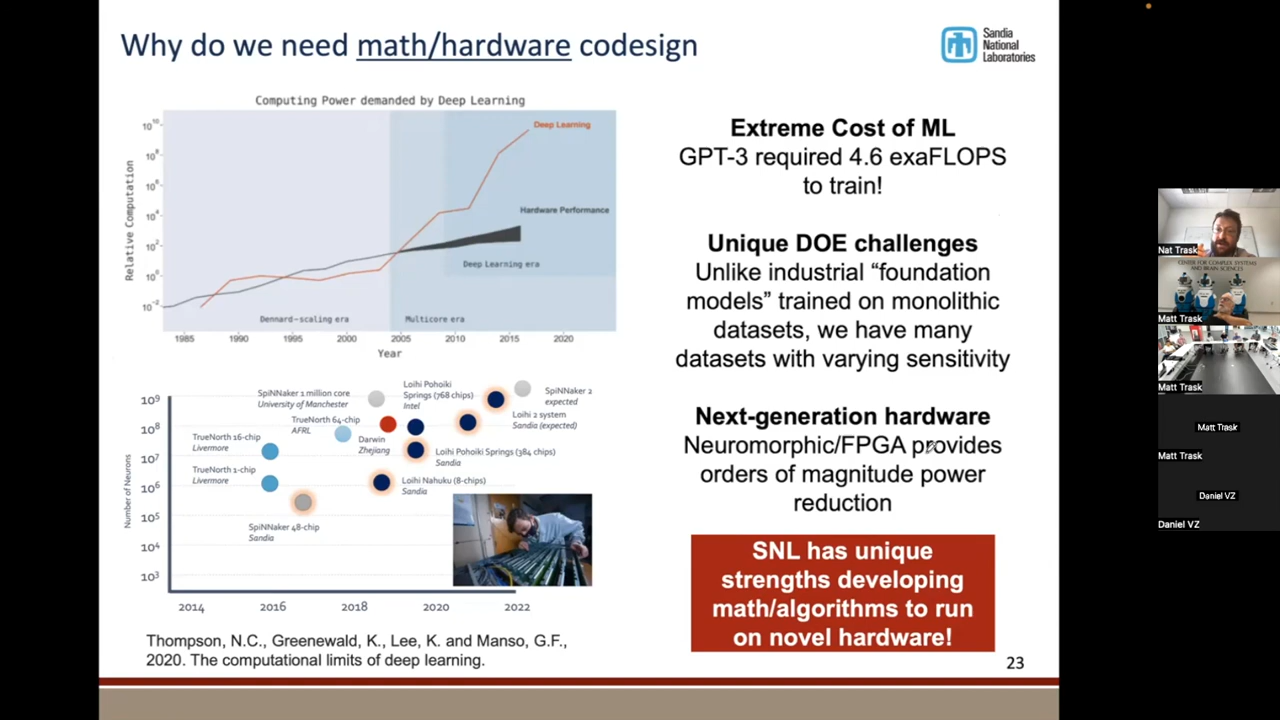 Why do we need math/hardware codesign
Sandia
National
Laboratories
Computing Power demanded by Deep Learning
Relative Computation
10^10
10^8
10^6
10^4
10^2
10^0
10^-2
Deep Learning
Hardware Performance
Deep Learning era
Dennard-scaling era
Multicore era
1985 1990 1995 2000 2005 2010 2015 2020
Year
Number of Neurons
10^9
10^8
10^7
10^6
10^5
10^4
10^3
SpiNNaker 1 million core
University of Manchester
TrueNorth 64-chip
AFRL
TrueNorth 16-chip
Livermore
TrueNorth 1-chip
Livermore
SpiNNaker 48-chip
Sandia
Darwin
Zhejiang
Loihi Pohoiki
Springs (768 chips)
Intel
SpiNNaker 2
expected
Loihi 2 system
Sandia (expected)
Loihi Pohoiki Springs (384 chips)
Sandia
Loihi Nahuku (8-chips)
Sandia
2014 2016 2018 2020 2022
Thompson, N.C., Greenewald, K., Lee, K. and Manso, G.F.,
2020. The computational limits of deep learning.
Extreme Cost of ML
GPT-3 required 4.6 exaFLOPS
to train!
Unique DOE challenges
Unlike industrial “foundation
models” trained on monolithic
datasets, we have many
datasets with varying sensitivity
Next-generation hardware
Neuromorphic/FPGA provides
orders of magnitude power
reduction
SNL has unique
strengths developing
math/algorithms to run
on novel hardware!
23
Nat Trask
CENTER FOR COMPLEX SYSTEMS
AND BRAIN SCIENCES
Matt Trask
Matt Trask
Matt Trask
Matt Trask
Daniel VZ
Daniel VZ